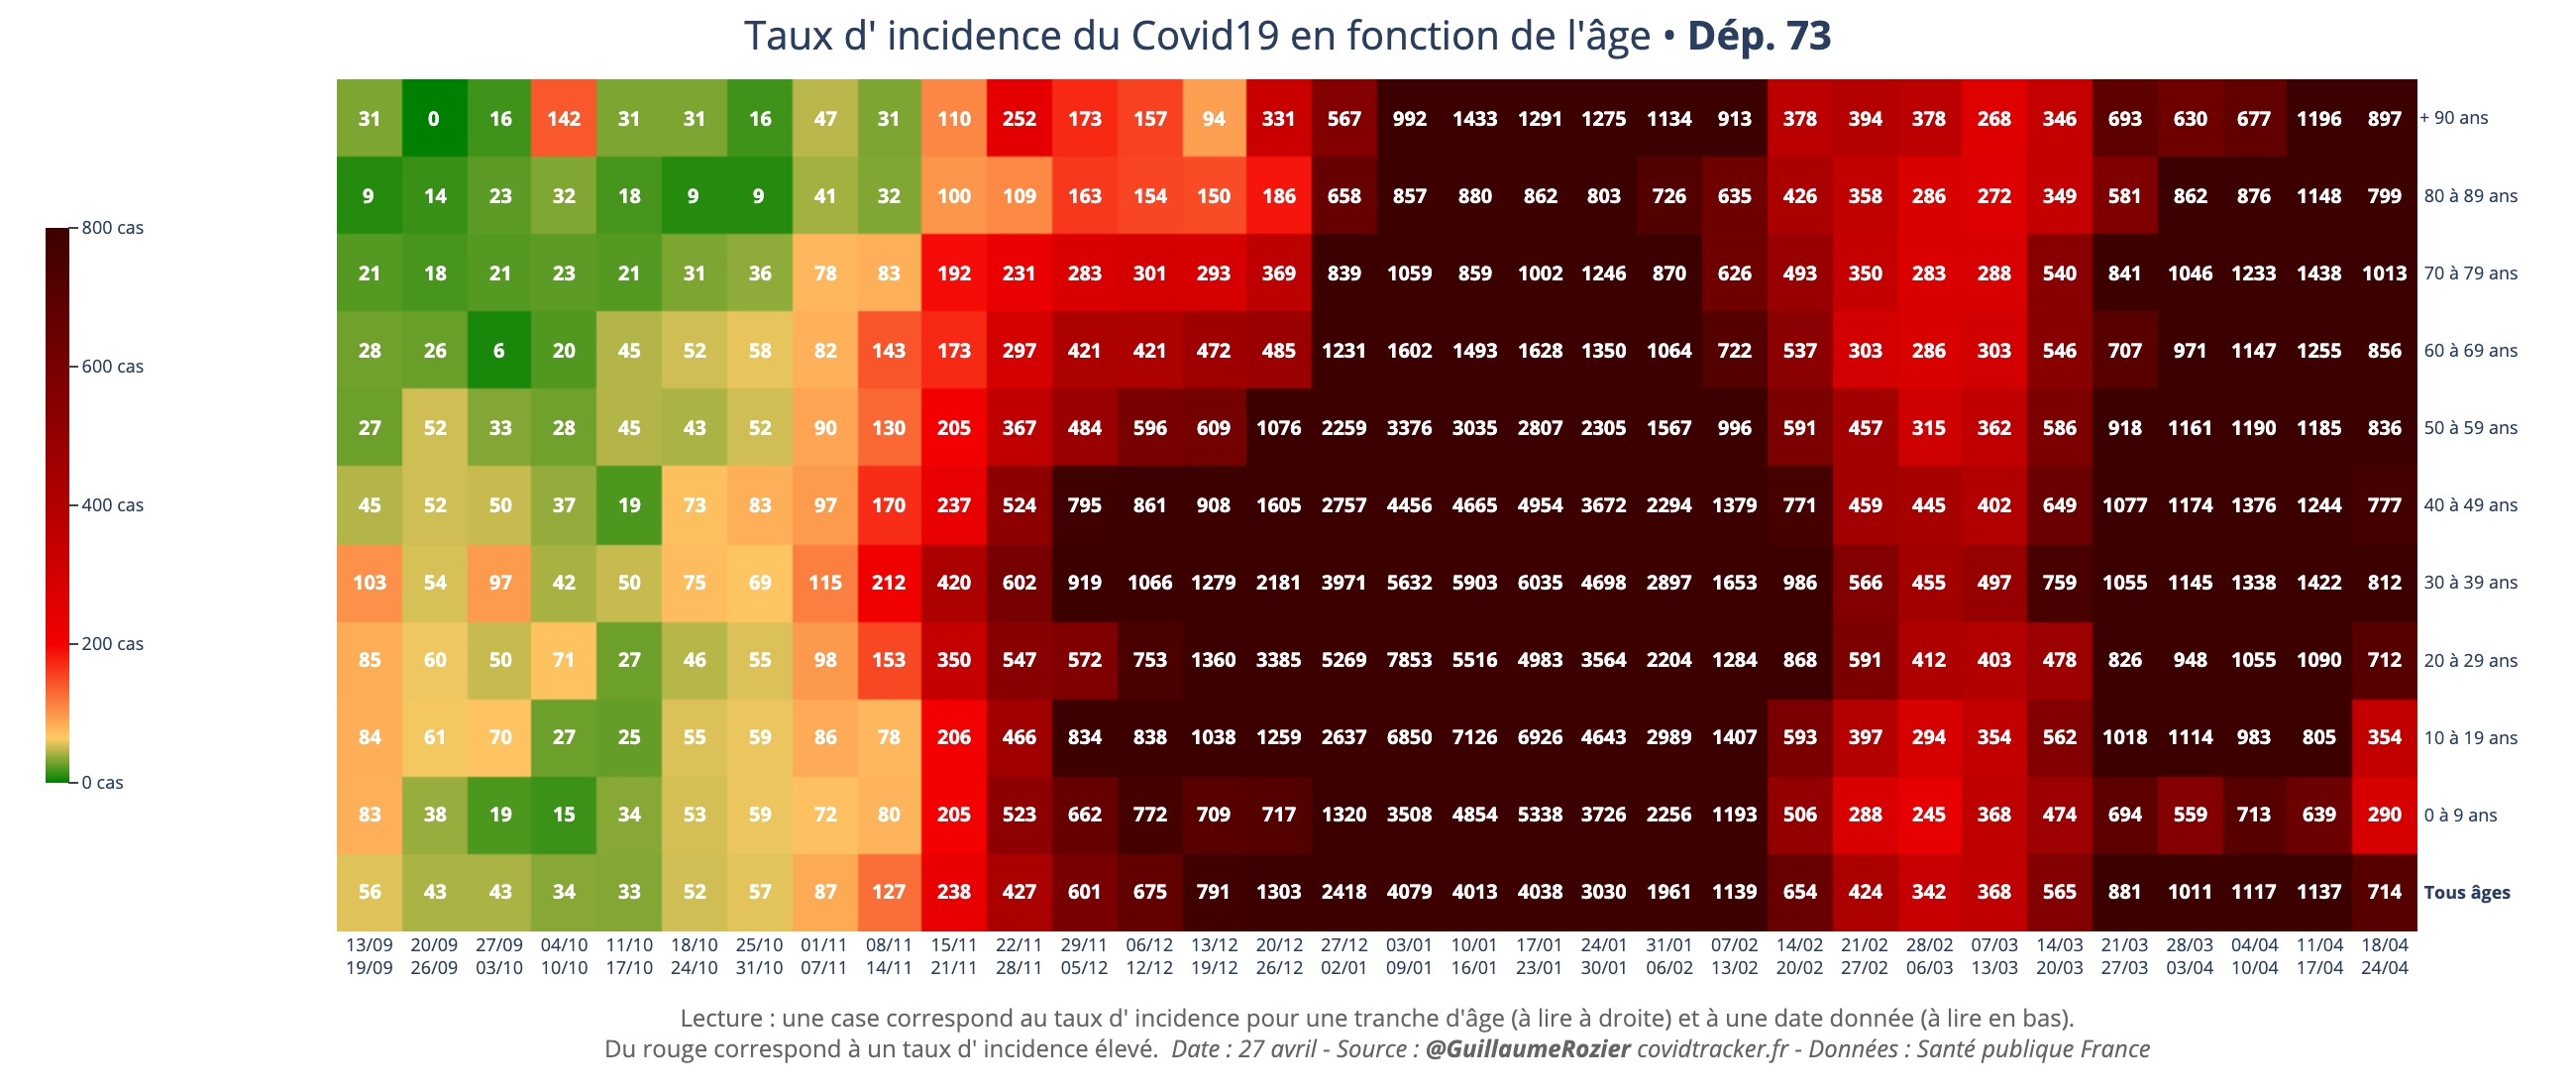 Taux d' incidence du Covid19 en fonction de l'âge • Dép. 73
800 cas
600 cas
400 cas
200 cas
0 cas
31 0 16 142 31 31 16 47 31 110 252 173 157 94 331 567 992 1433 1291 1275 1134 913 378 394 378 268 346 693 630 677 1196 897 + 90 ans
9 14 23 32 18 9 9 41 32 100 109 163 154 150 186 658 857 880 862 803 726 635 426 358 286 272 349 581 862 876 1148 799 80 à 89 ans
21 18 21 23 21 31 36 78 83 192 231 283 301 293 369 839 1059 859 1002 1246 870 626 493 350 283 288 540 841 1046 1233 1438 1013 70 à 79 ans
28 26 6 20 45 52 58 82 143 173 297 421 421 472 485 1231 1602 1493 1628 1350 1064 722 537 303 286 303 546 707 971 1147 1255 856 60 à 69 ans
27 52 33 28 45 43 52 90 130 205 367 484 596 609 1076 2259 3376 3035 2807 2305 1567 996 591 457 315 362 586 918 1161 1190 1185 836 50 à 59 ans
45 52 50 37 19 73 83 97 170 237 524 795 861 908 1605 2757 4456 4665 4954 3672 2294 1379 771 459 445 402 649 1077 1174 1376 1244 777 40 à 49 ans
103 54 97 42 50 75 69 115 212 420 602 919 1066 1279 2181 3971 5632 5903 6035 4698 2897 1653 986 566 455 497 759 1055 1145 1338 1422 812 30 à 39 ans
85 60 50 71 27 46 55 98 153 350 547 572 753 1360 3385 5269 7853 5516 4983 3564 2204 1284 868 591 412 403 478 826 948 1055 1090 712 20 à 29 ans
84 61 70 27 25 55 59 86 78 206 466 834 838 1038 1259 2637 6850 7126 6926 4643 2989 1407 593 397 294 354 562 1018 1114 983 805 354 10 à 19 ans
83 38 19 15 34 53 59 72 80 205 523 662 772 709 717 1320 3508 4854 5338 3726 2256 1193 506 288 245 368 474 694 559 713 639 290 0 à 9 ans
56 43 43 34 33 52 57 87 127 238 427 601 675 791 1303 2418 4079 4013 4038 3030 1961 1139 654 424 342 368 565 881 1011 1117 1137 714 Tous âges
13/09 20/09 27/09 04/10 11/10 18/10 25/10 01/11 08/11 15/11 22/11 29/11 06/12 13/12 20/12 27/12 03/01 10/01 17/01 24/01 31/01 07/02 14/02 21/02 28/02 07/03 14/03 21/03 28/03 04/04 11/04 18/04
19/09 26/09 03/10 10/10 17/10 24/10 31/10 07/11 14/11 21/11 28/11 05/12 12/12 19/12 26/12 02/01 09/01 16/01 23/01 30/01 06/02 13/02 20/02 27/02 06/03 13/03 20/03 27/03 03/04 10/04 17/04 24/04
Lecture : une case correspond au taux d' incidence pour une tranche d'âge (à lire à droite) et à une date donnée (à lire en bas).
Du rouge correspond à un taux d' incidence élevé. Date : 27 avril - Source : @GuillaumeRozier covidtracker.fr - Données : Santé publique France